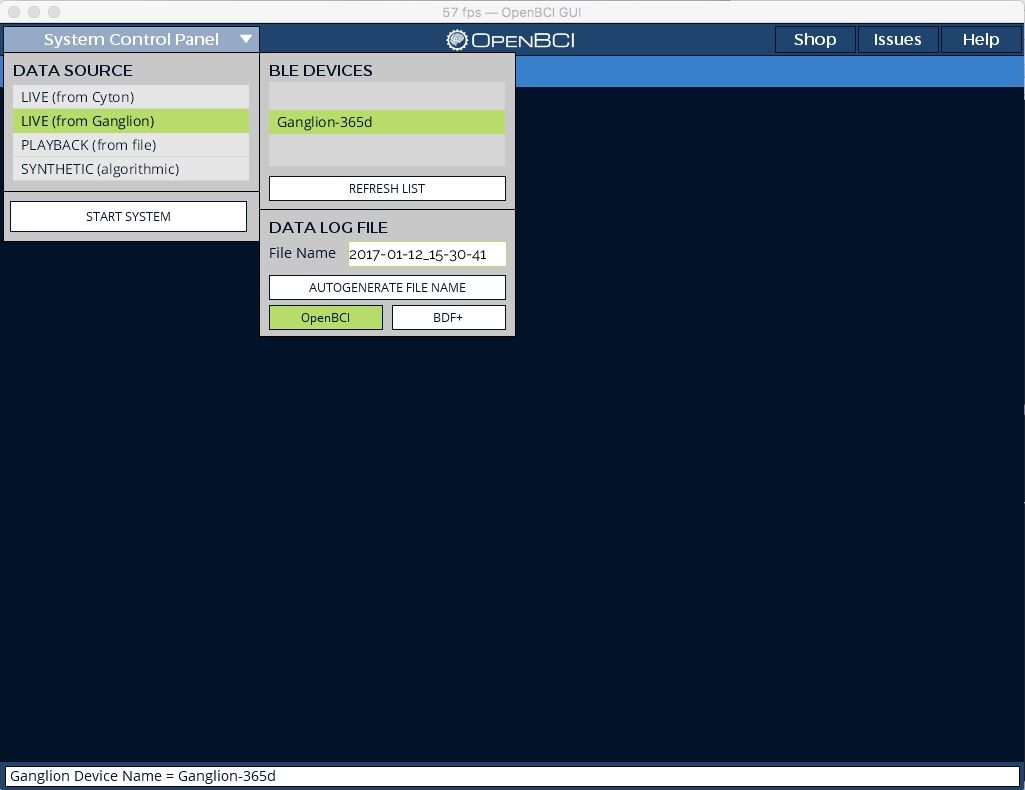 57 fps — OpenBCI GUI
System Control Panel
OPENBCI
Shop
Issues
Help
DATA SOURCE
LIVE (from Cyton)
LIVE (from Ganglion)
PLAYBACK (from file)
SYNTHETIC (algorithmic)
START SYSTEM
BLE DEVICES
Ganglion-365d
REFRESH LIST
DATA LOG FILE
File Name 2017-01-12_15-30-41
AUTOGENERATE FILE NAME
OpenBCI BDF+
Ganglion Device Name = Ganglion-365d